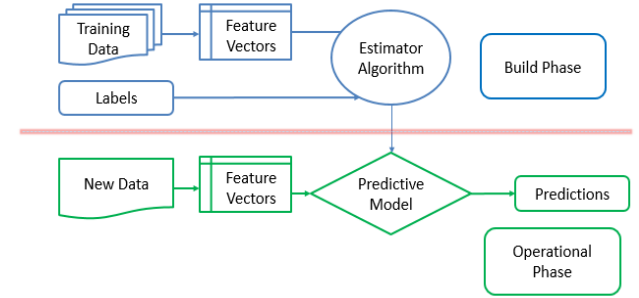 Training
Data
Feature
Vectors
Estimator
Algorithm
Build Phase
Labels
New Data
Feature
Vectors
Predictive
Model
Predictions
Operational
Phase